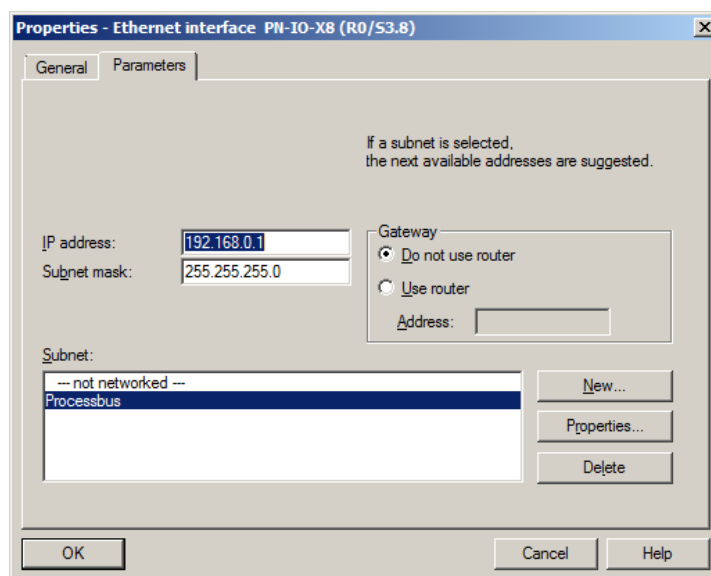 Properties - Ethernet interface PN-IO-X8 (R0/S3.8)
General
Parameters
If a subnet is selected,
the next available addresses are suggested.
IP address:
192.168.0.1
Subnet mask:
255.255.255.0
Gateway
Do not use router
Use router
Address:
Subnet:
--- not networked ---
Processbus
New...
Properties...
Delete
OK
Cancel
Help